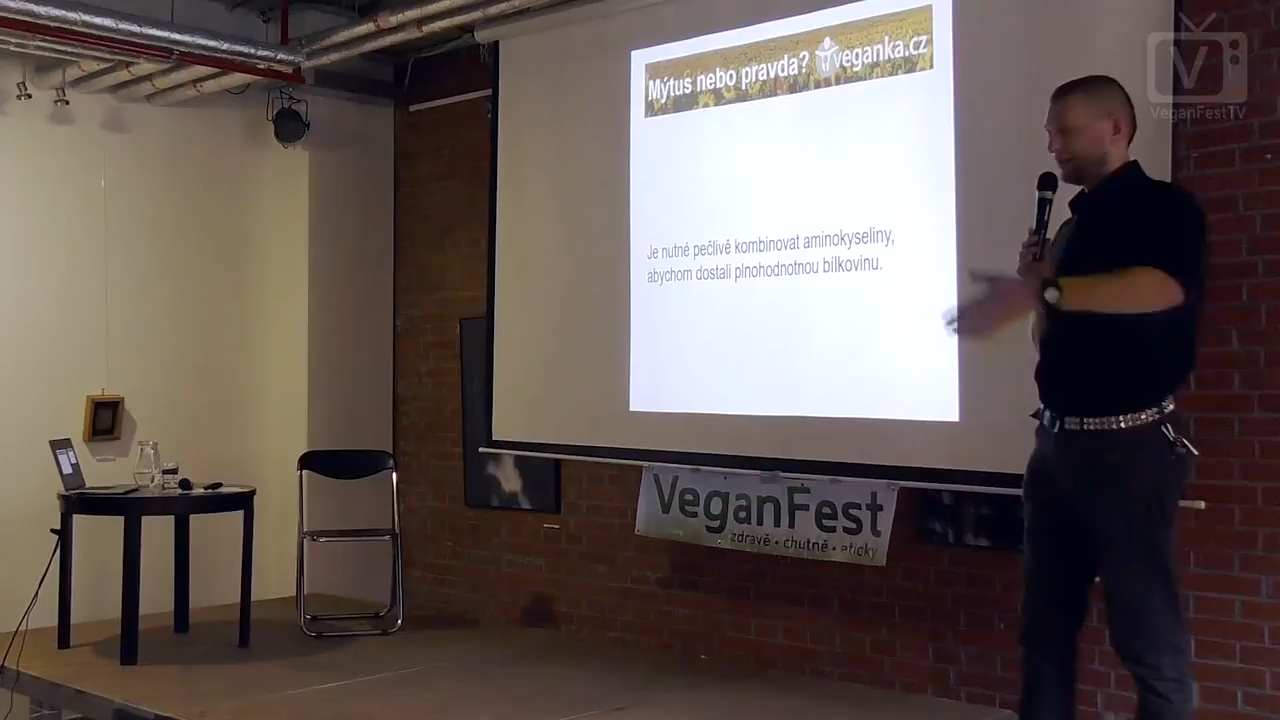 Mýtus nebo pravda? veganka.cz
Je nutné pečlivě kombinovat aminokyseliny,
abychom dostali plnohodnotnou bílkovinu.
VeganFest
zdravě • chutně • eticky
V
VeganFestTV